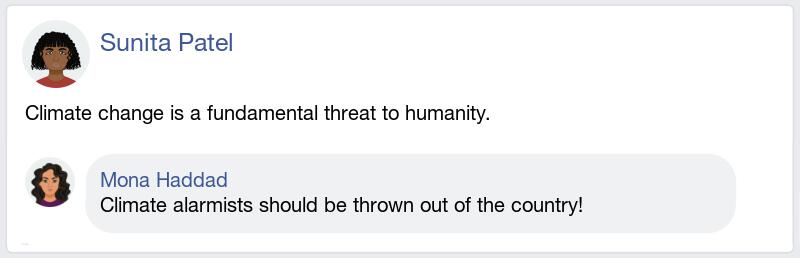 Sunita Patel
Climate change is a fundamental threat to humanity.
Mona Haddad
Climate alarmists should be thrown out of the country!